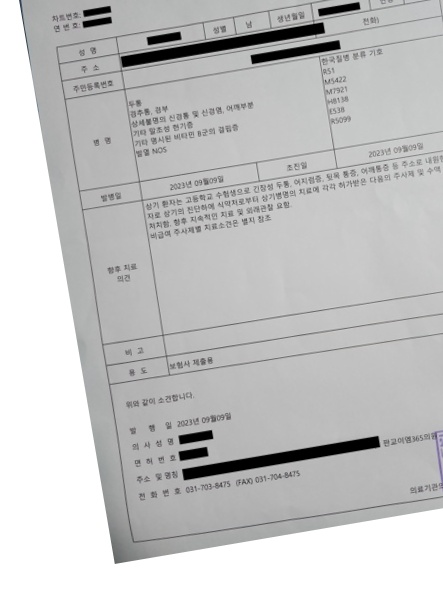 차트번호:
연 번 호:
성 명
성별 남 생년월일
주 소
전화)
주민등록번호
병 명
두통
경추통, 경부
상세불명의 신경통 및 신경염, 어깨부분
기타 말초성 현기증
기타 명시된 비타민 B군의 결핍증
발열 NOS
한국질병 분류 기호
R51
M5422
M7921
H8138
E538
R5099
발병일 2023년 09월09일 초진일 2023년 09월09일
향후 치료
의견
상기 환자는 고등학교 수험생으로 긴장성 두통, 어지럼증, 뒷목 통증, 어깨통증 등 주소로 내원
자로 상기의 진단하에 식약처로부터 상기병명의 치료에 각각 허가받은 다음의 주사제 및 수액
처치함. 향후 지속적인 치료 및 외래관찰 요함.
비급여 주사제별 치료소견은 별지 참조
비 고
용 도 보험사 제출용
위와 같이 소견합니다.
발 행 일 2023년 09월09일
의 사 성 명
면 허 번 호
주소 및 명칭 판교이엠365의원
전 화 번 호 031-703-8475 (FAX) 031-704-8475
의료기관